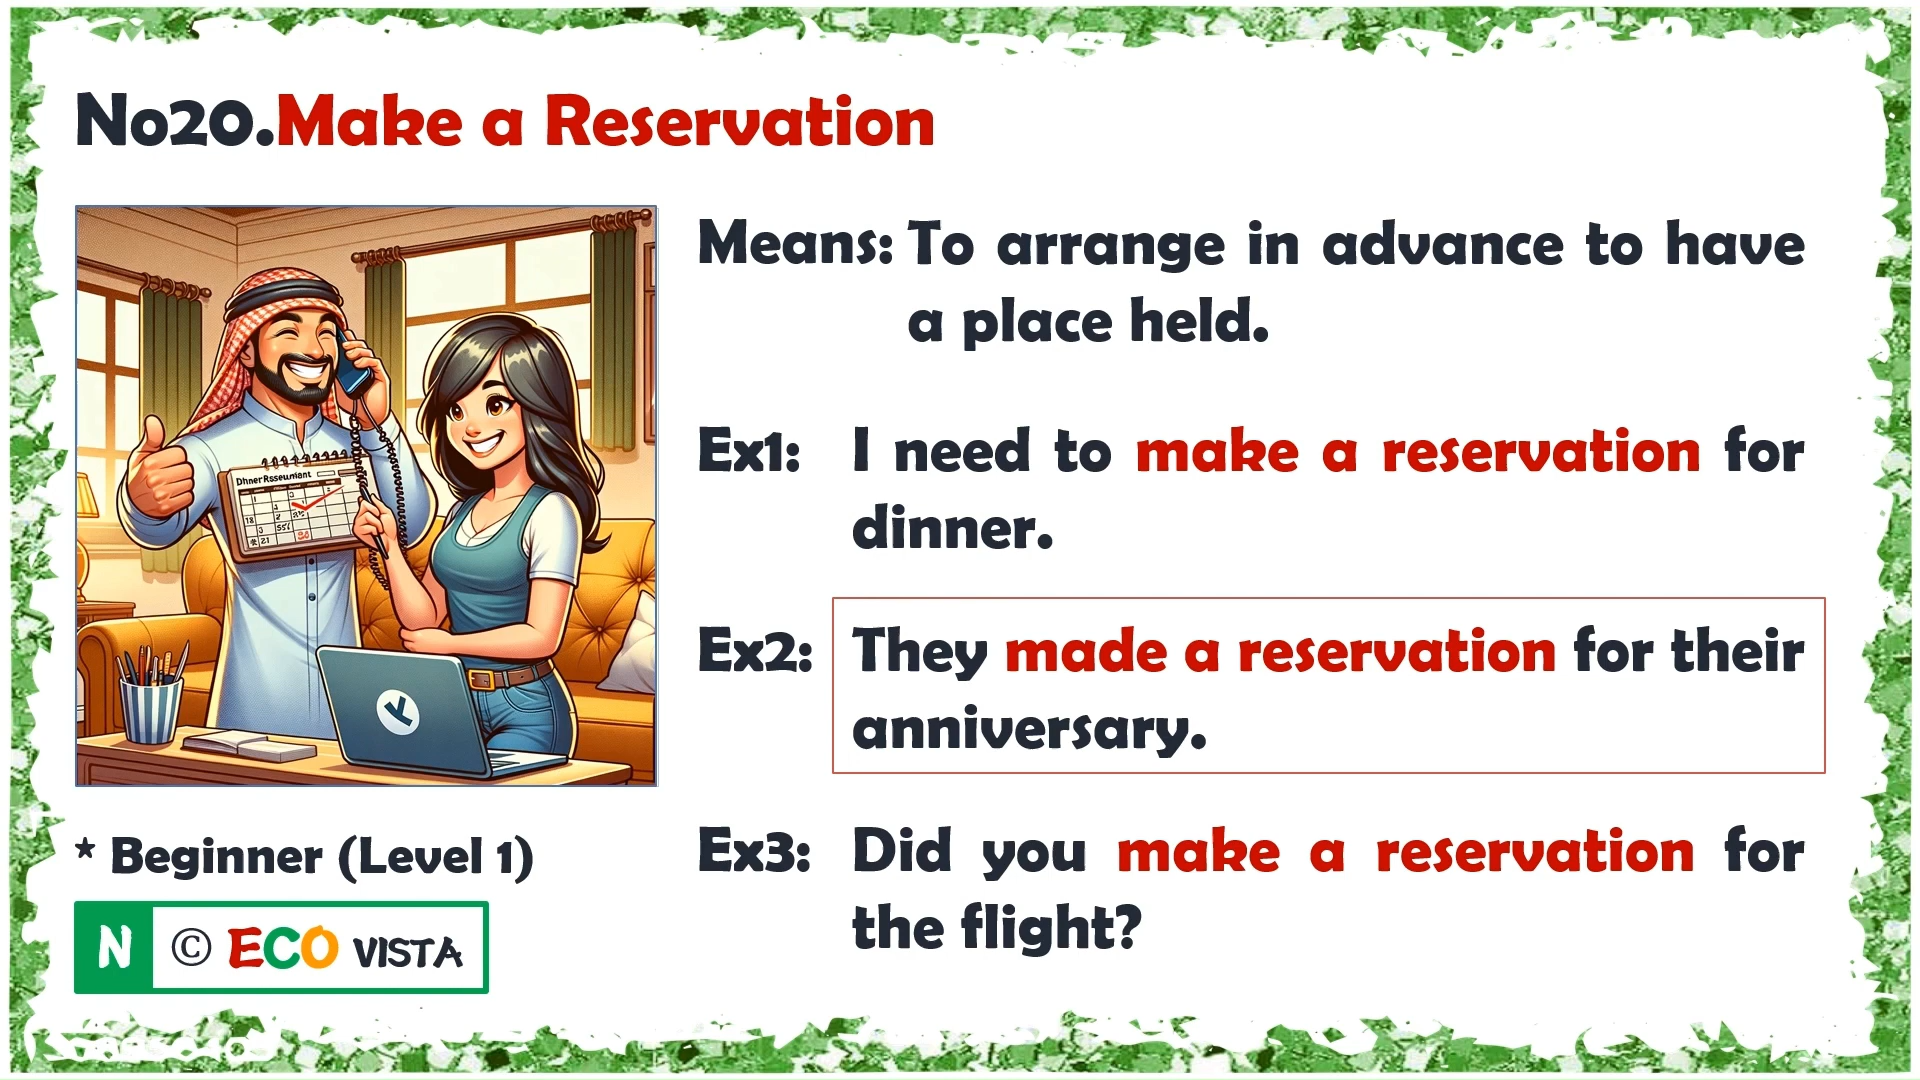 No20.Make a Reservation
Means: To arrange in advance to have
a place held.
Ex1: I need to make a reservation for
dinner.
Ex2: They made a reservation for their
anniversary.
Ex3: Did you make a reservation for
the flight?
* Beginner (Level 1)
N © ECO VISTA